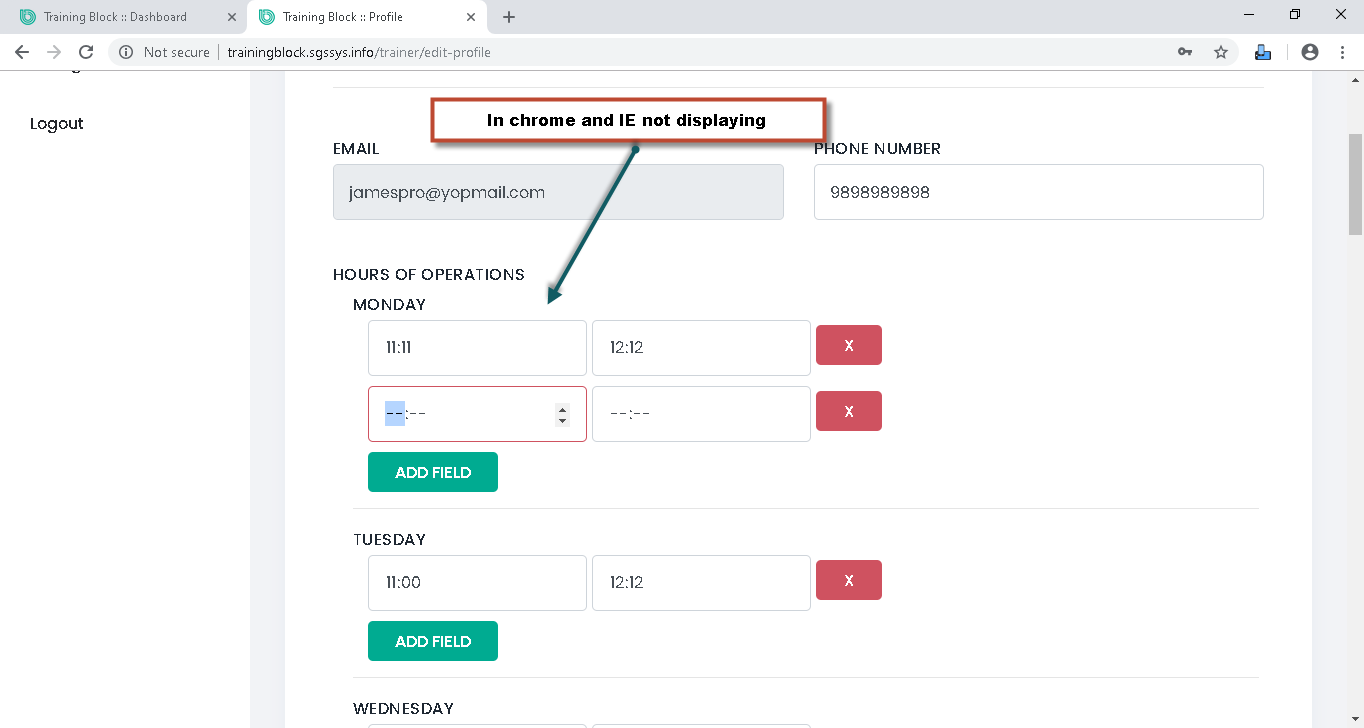 Training Block :: Dashboard
Training Block :: Profile
Not secure
trainingblock.sgssys.info/trainer/edit-profile
Logout
In chrome and IE not displaying
EMAIL
PHONE NUMBER
jamespro@yopmail.com
9898989898
HOURS OF OPERATIONS
MONDAY
11:11
12:12
X
--:--
--:--
X
ADD FIELD
TUESDAY
11:00
12:12
X
ADD FIELD
WEDNESDAY